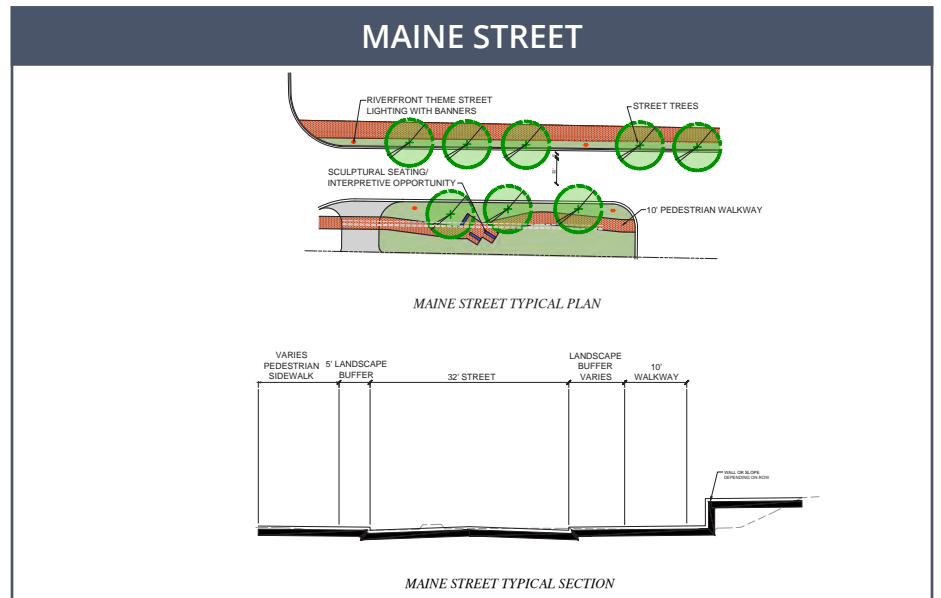 MAINE STREET
RIVERFRONT THEME STREET
LIGHTING WITH BANNERS
STREET TREES
SCULPTURAL SEATING/
INTERPRETIVE OPPORTUNITY
10' PEDESTRIAN WALKWAY
MAINE STREET TYPICAL PLAN
VARIES
PEDESTRIAN
SIDEWALK
5' LANDSCAPE
BUFFER
32' STREET
LANDSCAPE
BUFFER
VARIES
10'
WALKWAY
WALL OR SLOPE
DEPENDING ON ROW
MAINE STREET TYPICAL SECTION